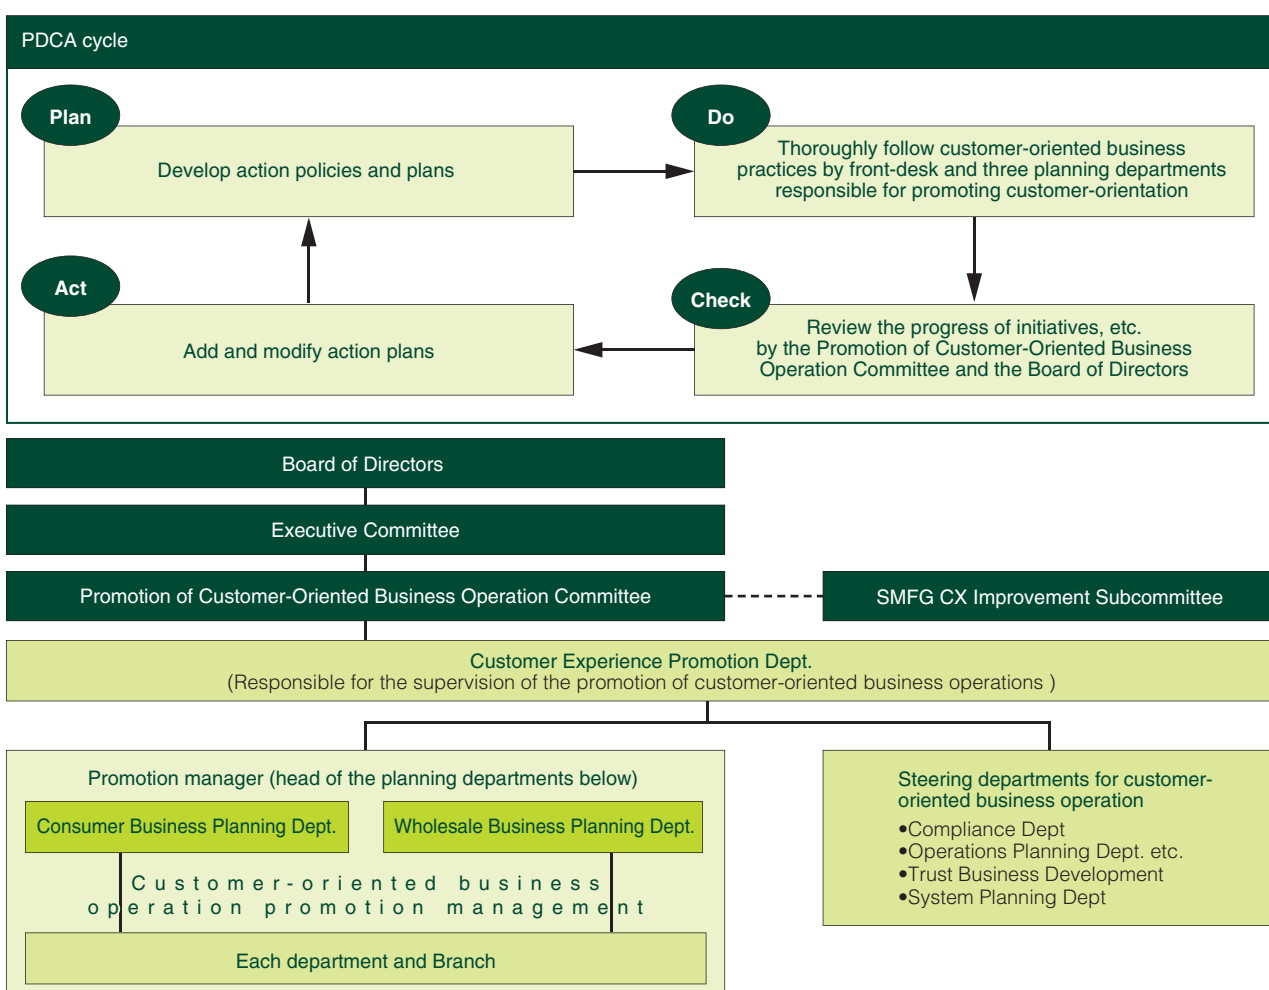 PDCA cycle
Plan
Develop action policies and plans
Do
Thoroughly follow customer-oriented business
practices by front-desk and three planning departments
responsible for promoting customer-orientation
Act
Add and modify action plans
Check
Review the progress of initiatives, etc.
by the Promotion of Customer-Oriented Business
Operation Committee and the Board of Directors
Board of Directors
Executive Committee
Promotion of Customer-Oriented Business Operation Committee
SMFG CX Improvement Subcommittee
Customer Experience Promotion Dept.
(Responsible for the supervision of the promotion of customer-oriented business operations )
Promotion manager (head of the planning departments below)
Consumer Business Planning Dept.
Wholesale Business Planning Dept.
Customer-oriented business
operation promotion management
Each department and Branch
Steering departments for customer-
oriented business operation
•Compliance Dept
•Operations Planning Dept. etc.
•Trust Business Development
•System Planning Dept